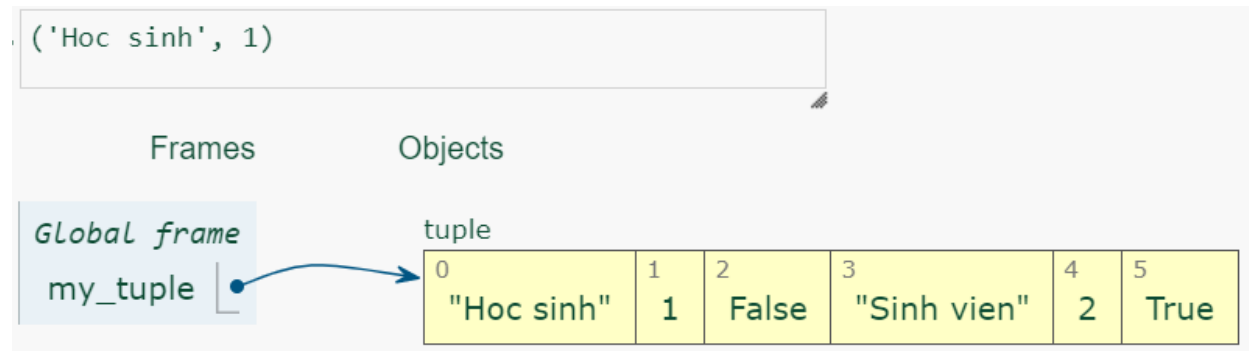 ('Hoc sinh', 1)
Frames Objects
Global frame
my_tuple
tuple
0 1 2 3 4 5
"Hoc sinh" 1 False "Sinh vien" 2 True